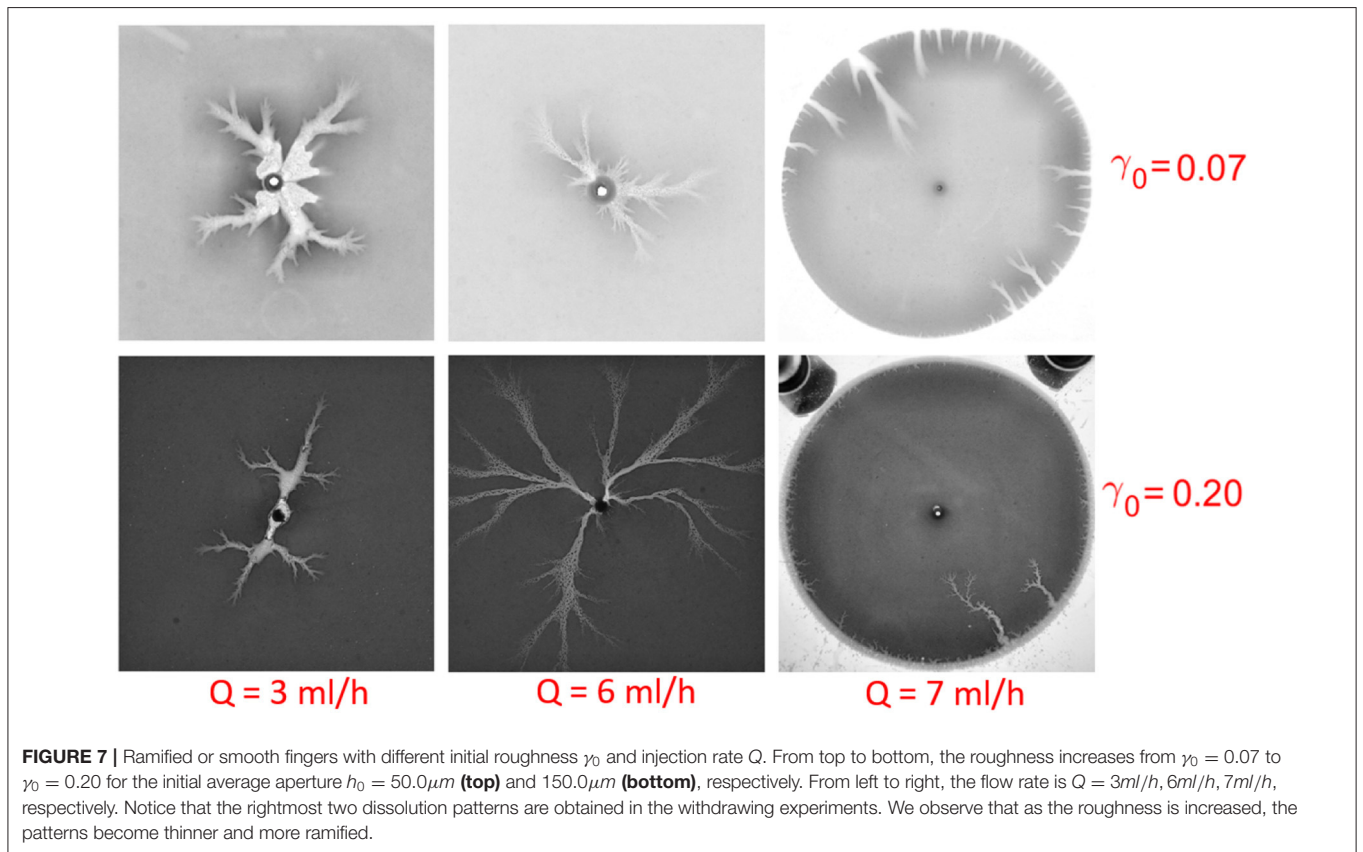 γ₀ = 0.07
γ₀ = 0.20
Q = 3 ml/h Q = 6 ml/h Q = 7 ml/h
FIGURE 7 | Ramified or smooth fingers with different initial roughness γ₀ and injection rate Q. From top to bottom, the roughness increases from γ₀ = 0.07 to
γ₀ = 0.20 for the initial average aperture h₀ = 50.0μm (top) and 150.0μm (bottom), respectively. From left to right, the flow rate is Q = 3ml/h, 6ml/h, 7ml/h,
respectively. Notice that the rightmost two dissolution patterns are obtained in the withdrawing experiments. We observe that as the roughness is increased, the
patterns become thinner and more ramified.